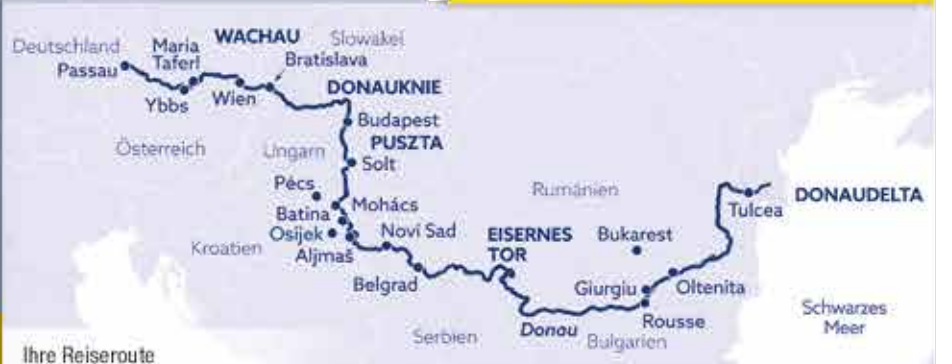 Deutschland
Passau
Maria
Taferl
Ybbs
WACHAU
Wien
Slowakei
Bratislava
DONAUKNIE
Budapest
PUSZTA
Österreich
Ungarn
Solt
Pécs
Mohács
Batina
Osijek
Aljmaš
Kroatien
Novi Sad
Belgrad
Serbien
EISERNES
TOR
Rumänien
Bukarest
Giurgiu
Oltenita
Rousse
Donau
Bulgarien
Tulcea
DONAUDELTA
Schwarzes
Meer
Ihre Reiseroute